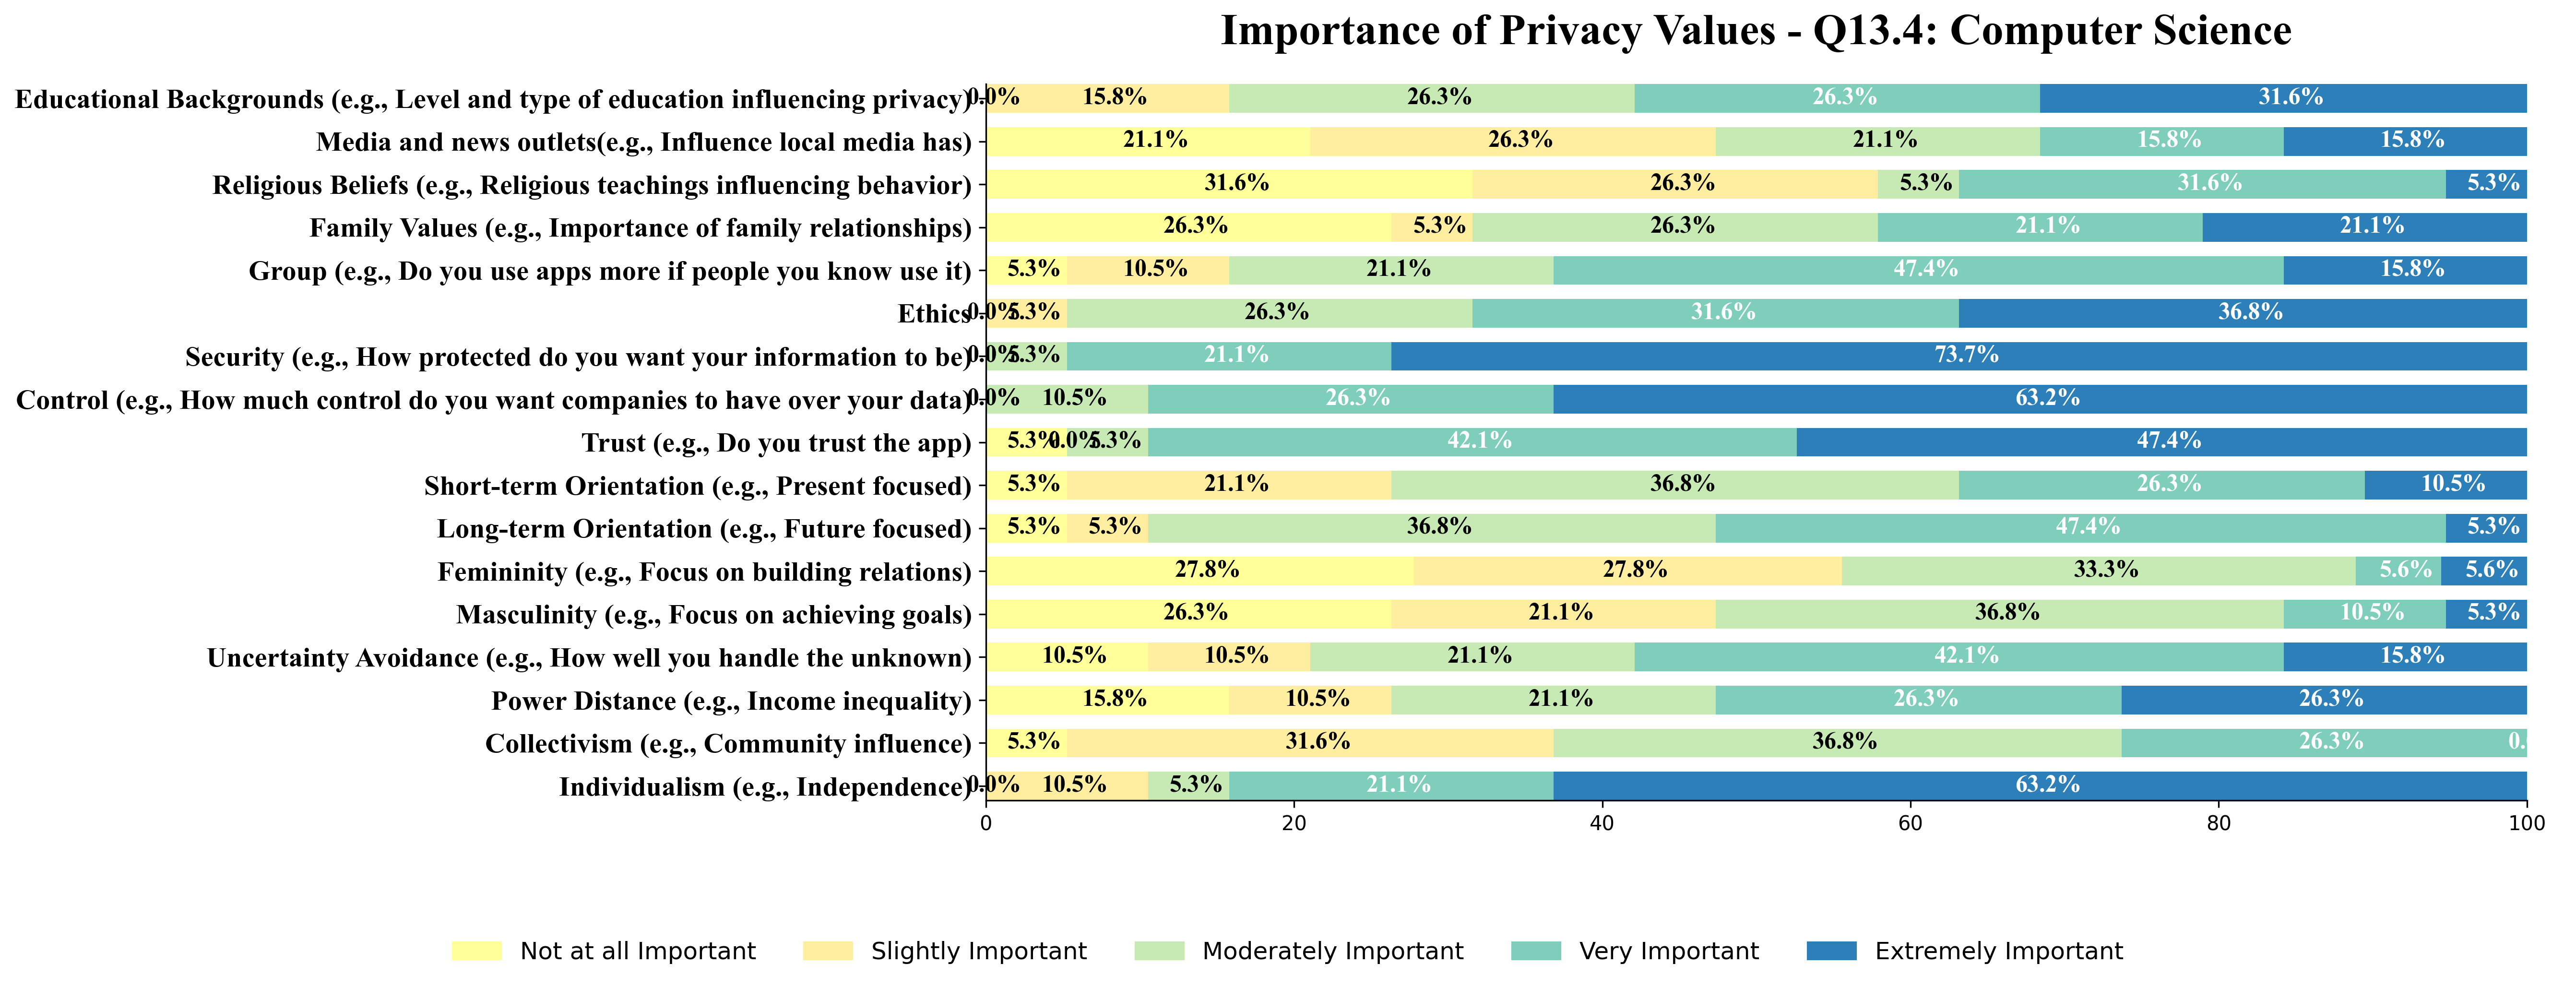 Importance of Privacy Values - Q13.4: Computer Science
Educational Backgrounds (e.g., Level and type of education influencing privacy) 0.0% 15.8% 26.3% 26.3% 31.6%
Media and news outlets(e.g., Influence local media has) 21.1% 26.3% 21.1% 15.8% 15.8%
Religious Beliefs (e.g., Religious teachings influencing behavior) 31.6% 26.3% 5.3% 31.6% 5.3%
Family Values (e.g., Importance of family relationships) 26.3% 5.3% 26.3% 21.1% 21.1%
Group (e.g., Do you use apps more if people you know use it) 5.3% 10.5% 21.1% 47.4% 15.8%
Ethics 0.0% 5.3% 26.3% 31.6% 36.8%
Security (e.g., How protected do you want your information to be) 0.0% 5.3% 21.1% 73.7%
Control (e.g., How much control do you want companies to have over your data) 0.0% 10.5% 26.3% 63.2%
Trust (e.g., Do you trust the app) 5.3% 0.0% 5.3% 42.1% 47.4%
Short-term Orientation (e.g., Present focused) 5.3% 21.1% 36.8% 26.3% 10.5%
Long-term Orientation (e.g., Future focused) 5.3% 5.3% 36.8% 47.4% 5.3%
Femininity (e.g., Focus on building relations) 27.8% 27.8% 33.3% 5.6% 5.6%
Masculinity (e.g., Focus on achieving goals) 26.3% 21.1% 36.8% 10.5% 5.3%
Uncertainty Avoidance (e.g., How well you handle the unknown) 10.5% 10.5% 21.1% 42.1% 15.8%
Power Distance (e.g., Income inequality) 15.8% 10.5% 21.1% 26.3% 26.3%
Collectivism (e.g., Community influence) 5.3% 31.6% 36.8% 26.3% 0.
Individualism (e.g., Independence) 0.0% 10.5% 5.3% 21.1% 63.2%
0 20 40 60 80 100
Not at all Important Slightly Important Moderately Important Very Important Extremely Important